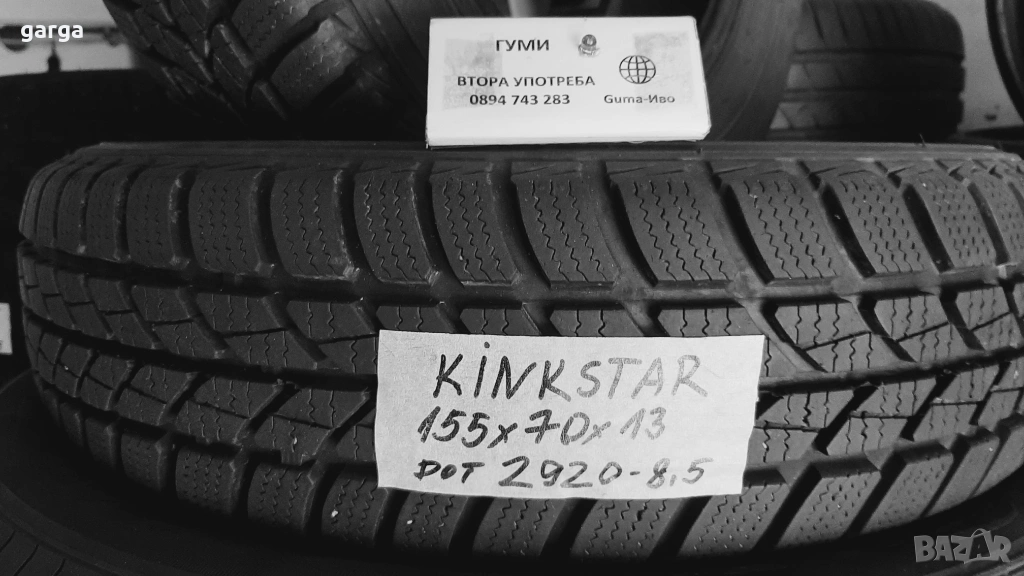 garga
ГУМИ
ВТОРА УПОТРЕБА
0894 743 283
Guma-Иво
KINKSTAR
155x70x13
DOT 2920-8,5
BAZAR